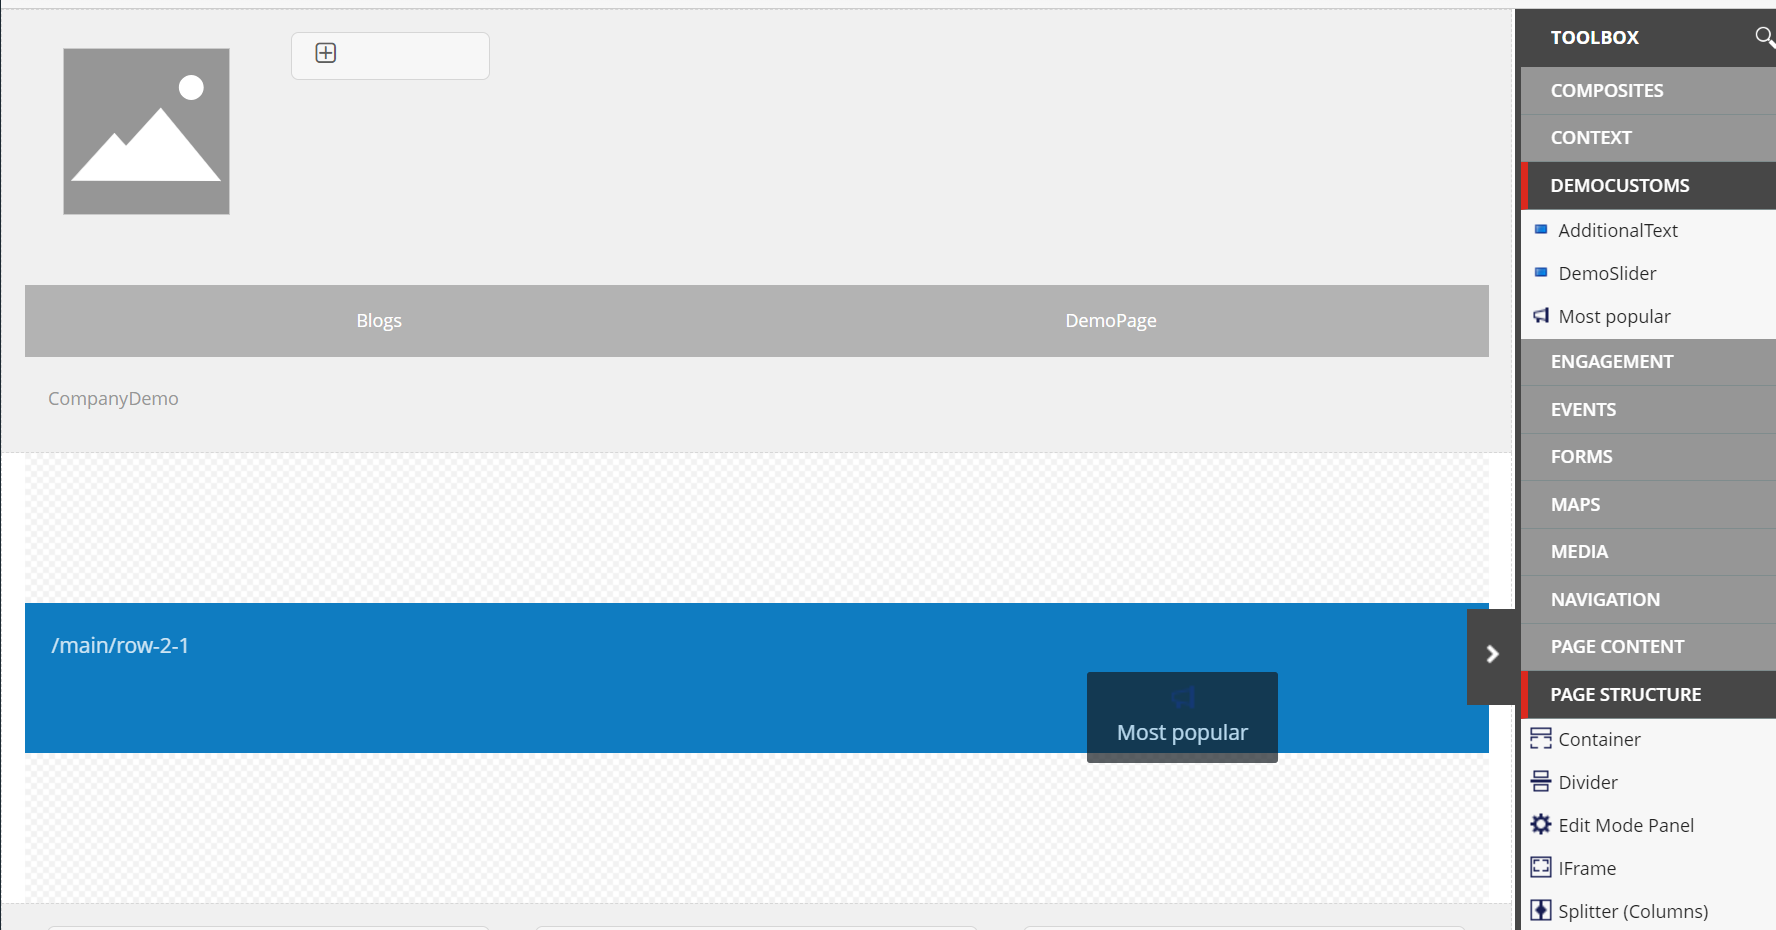 Blogs
DemoPage
CompanyDemo
/main/row-2-1
Most popular
TOOLBOX
COMPOSITES
CONTEXT
DEMOCUSTOMS
AdditionalText
DemoSlider
Most popular
ENGAGEMENT
EVENTS
FORMS
MAPS
MEDIA
NAVIGATION
PAGE CONTENT
PAGE STRUCTURE
Container
Divider
Edit Mode Panel
IFrame
Splitter (Columns)